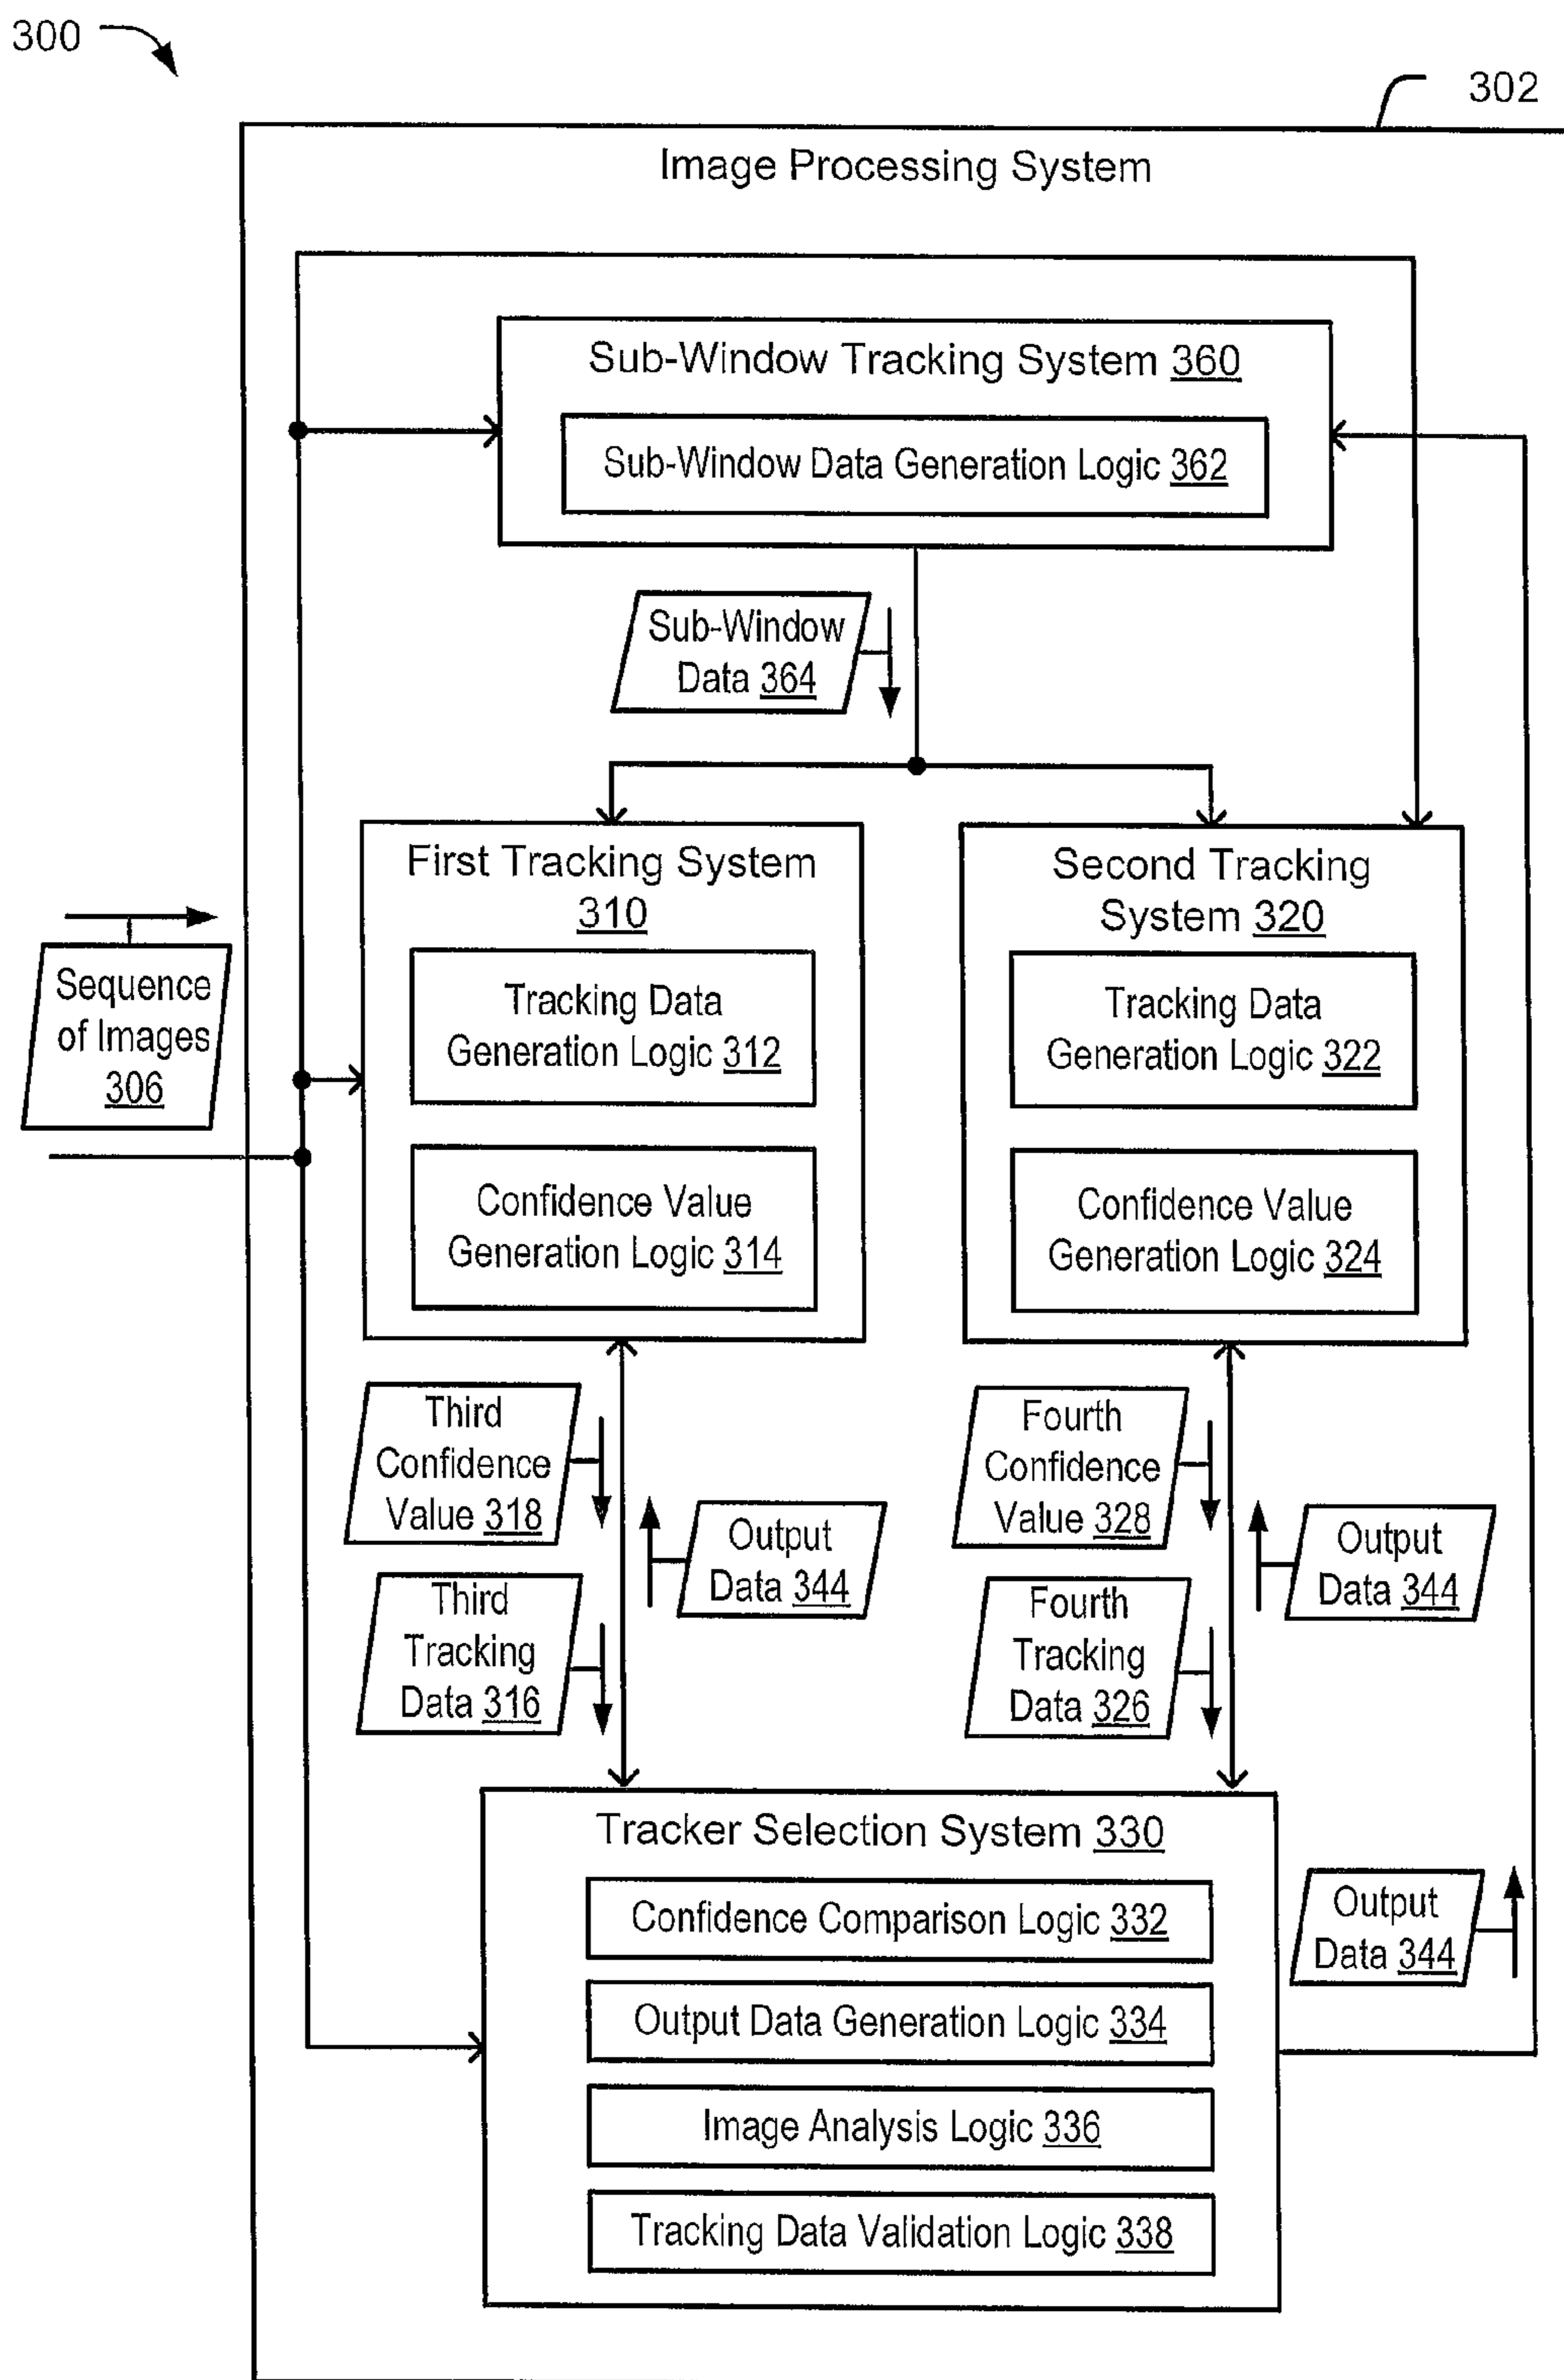 300
302
Image Processing System
Sub-Window Tracking System 360
Sub-Window Data Generation Logic 362
Sub-Window
Data 364
First Tracking System
310
Tracking Data
Generation Logic 312
Confidence Value
Generation Logic 314
Second Tracking
System 320
Tracking Data
Generation Logic 322
Confidence Value
Generation Logic 324
Sequence
of Images
306
Third
Confidence
Value 318
Output
Data 344
Third
Tracking
Data 316
Fourth
Confidence
Value 328
Output
Data 344
Fourth
Tracking
Data 326
Tracker Selection System 330
Confidence Comparison Logic 332
Output Data Generation Logic 334
Image Analysis Logic 336
Tracking Data Validation Logic 338
Output
Data 344